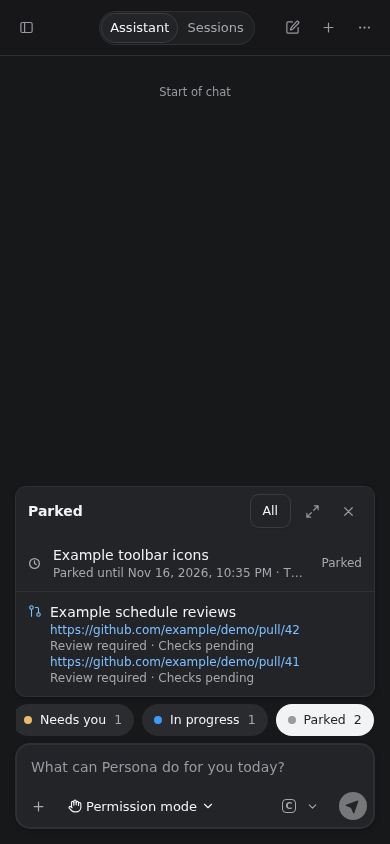 Assistant
Sessions
Start of chat
Parked
All
Example toolbar icons
Parked until Nov 16, 2026, 10:35 PM · T…
Parked
Example schedule reviews
https://github.com/example/demo/pull/42
Review required · Checks pending
https://github.com/example/demo/pull/41
Review required · Checks pending
Needs you 1
In progress 1
Parked 2
What can Persona do for you today?
Permission mode
C